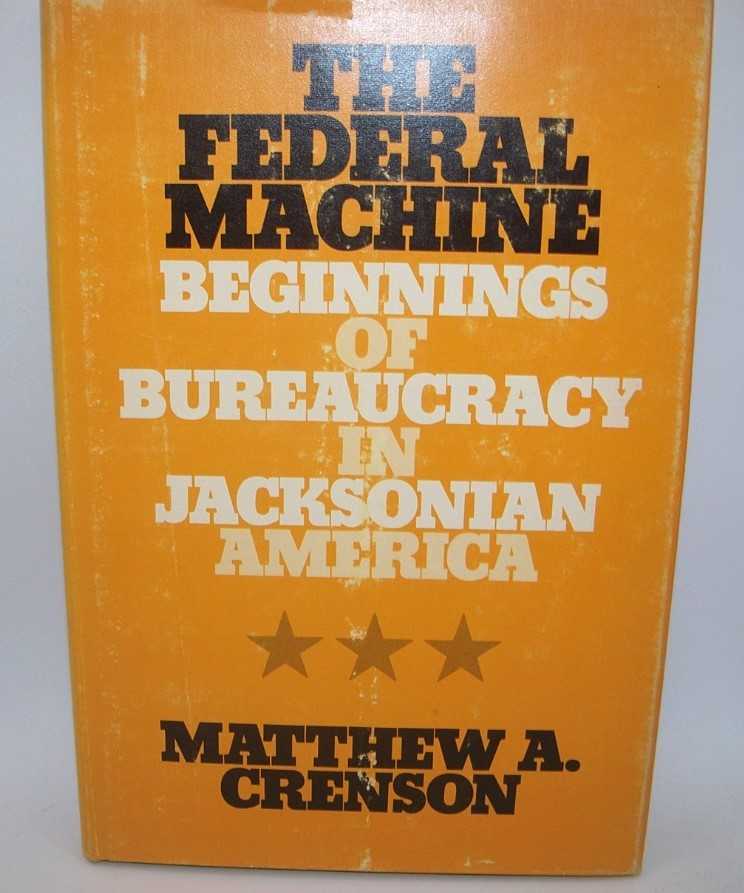 THE
FEDERAL
MACHINE
BEGINNINGS
OF
BUREAUCRACY
IN
JACKSONIAN
AMERICA
MATTHEW A.
CRENSON